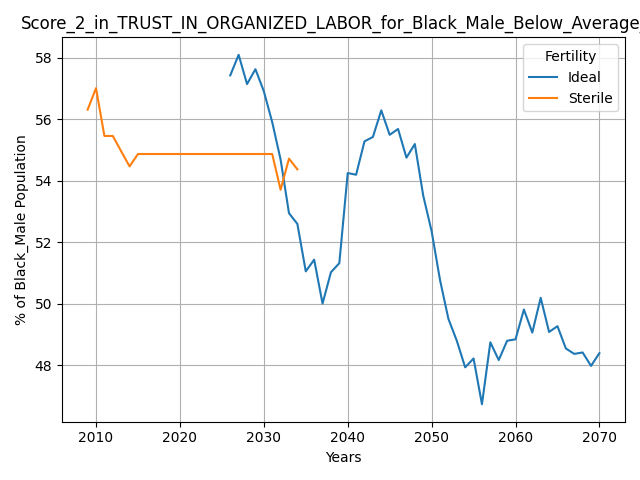 Score_2_in_TRUST_IN_ORGANIZED_LABOR_for_Black_Male_Below_Average_
Fertility
Ideal
Sterile
% of Black_Male Population
58
56
54
52
50
48
2010 2020 2030 2040 2050 2060 2070
Years